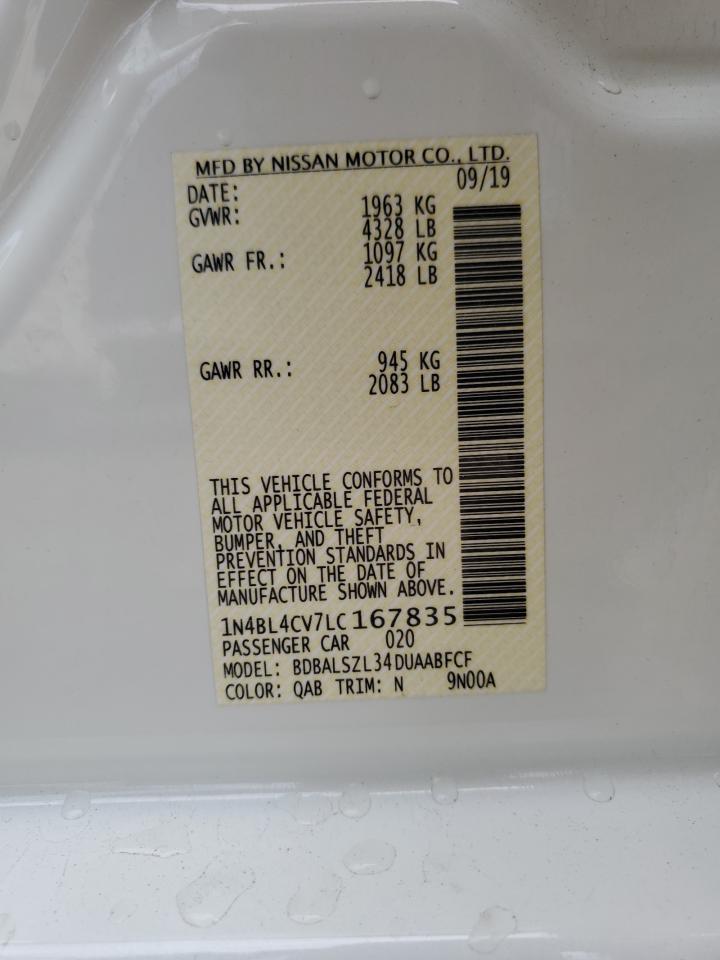 MFD BY NISSAN MOTOR CO., LTD.
DATE: 09/19
GVWR: 1963 KG
4328 LB
GAWR FR.: 1097 KG
2418 LB
GAWR RR.: 945 KG
2083 LB
THIS VEHICLE CONFORMS TO
ALL APPLICABLE FEDERAL
MOTOR VEHICLE SAFETY,
BUMPER, AND THEFT
PREVENTION STANDARDS IN
EFFECT ON THE DATE OF
MANUFACTURE SHOWN ABOVE.
1N4BL4CV7LC167835
PASSENGER CAR 020
MODEL: BDBALSZL34DUAABFCF
COLOR: QAB TRIM: N 9N00A